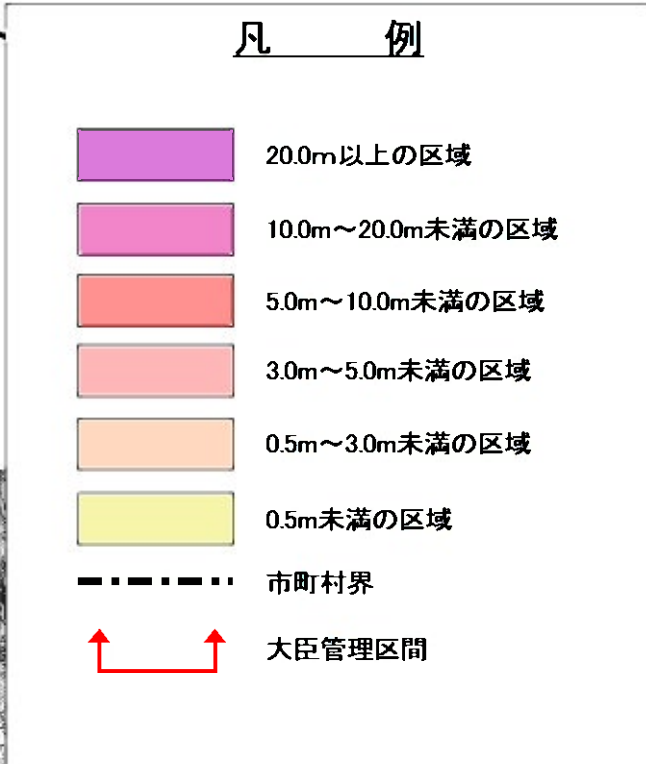 凡　例
20.0m以上の区域
10.0m～20.0m未満の区域
5.0m～10.0m未満の区域
3.0m～5.0m未満の区域
0.5m～3.0m未満の区域
0.5m未満の区域
市町村界
大臣管理区間